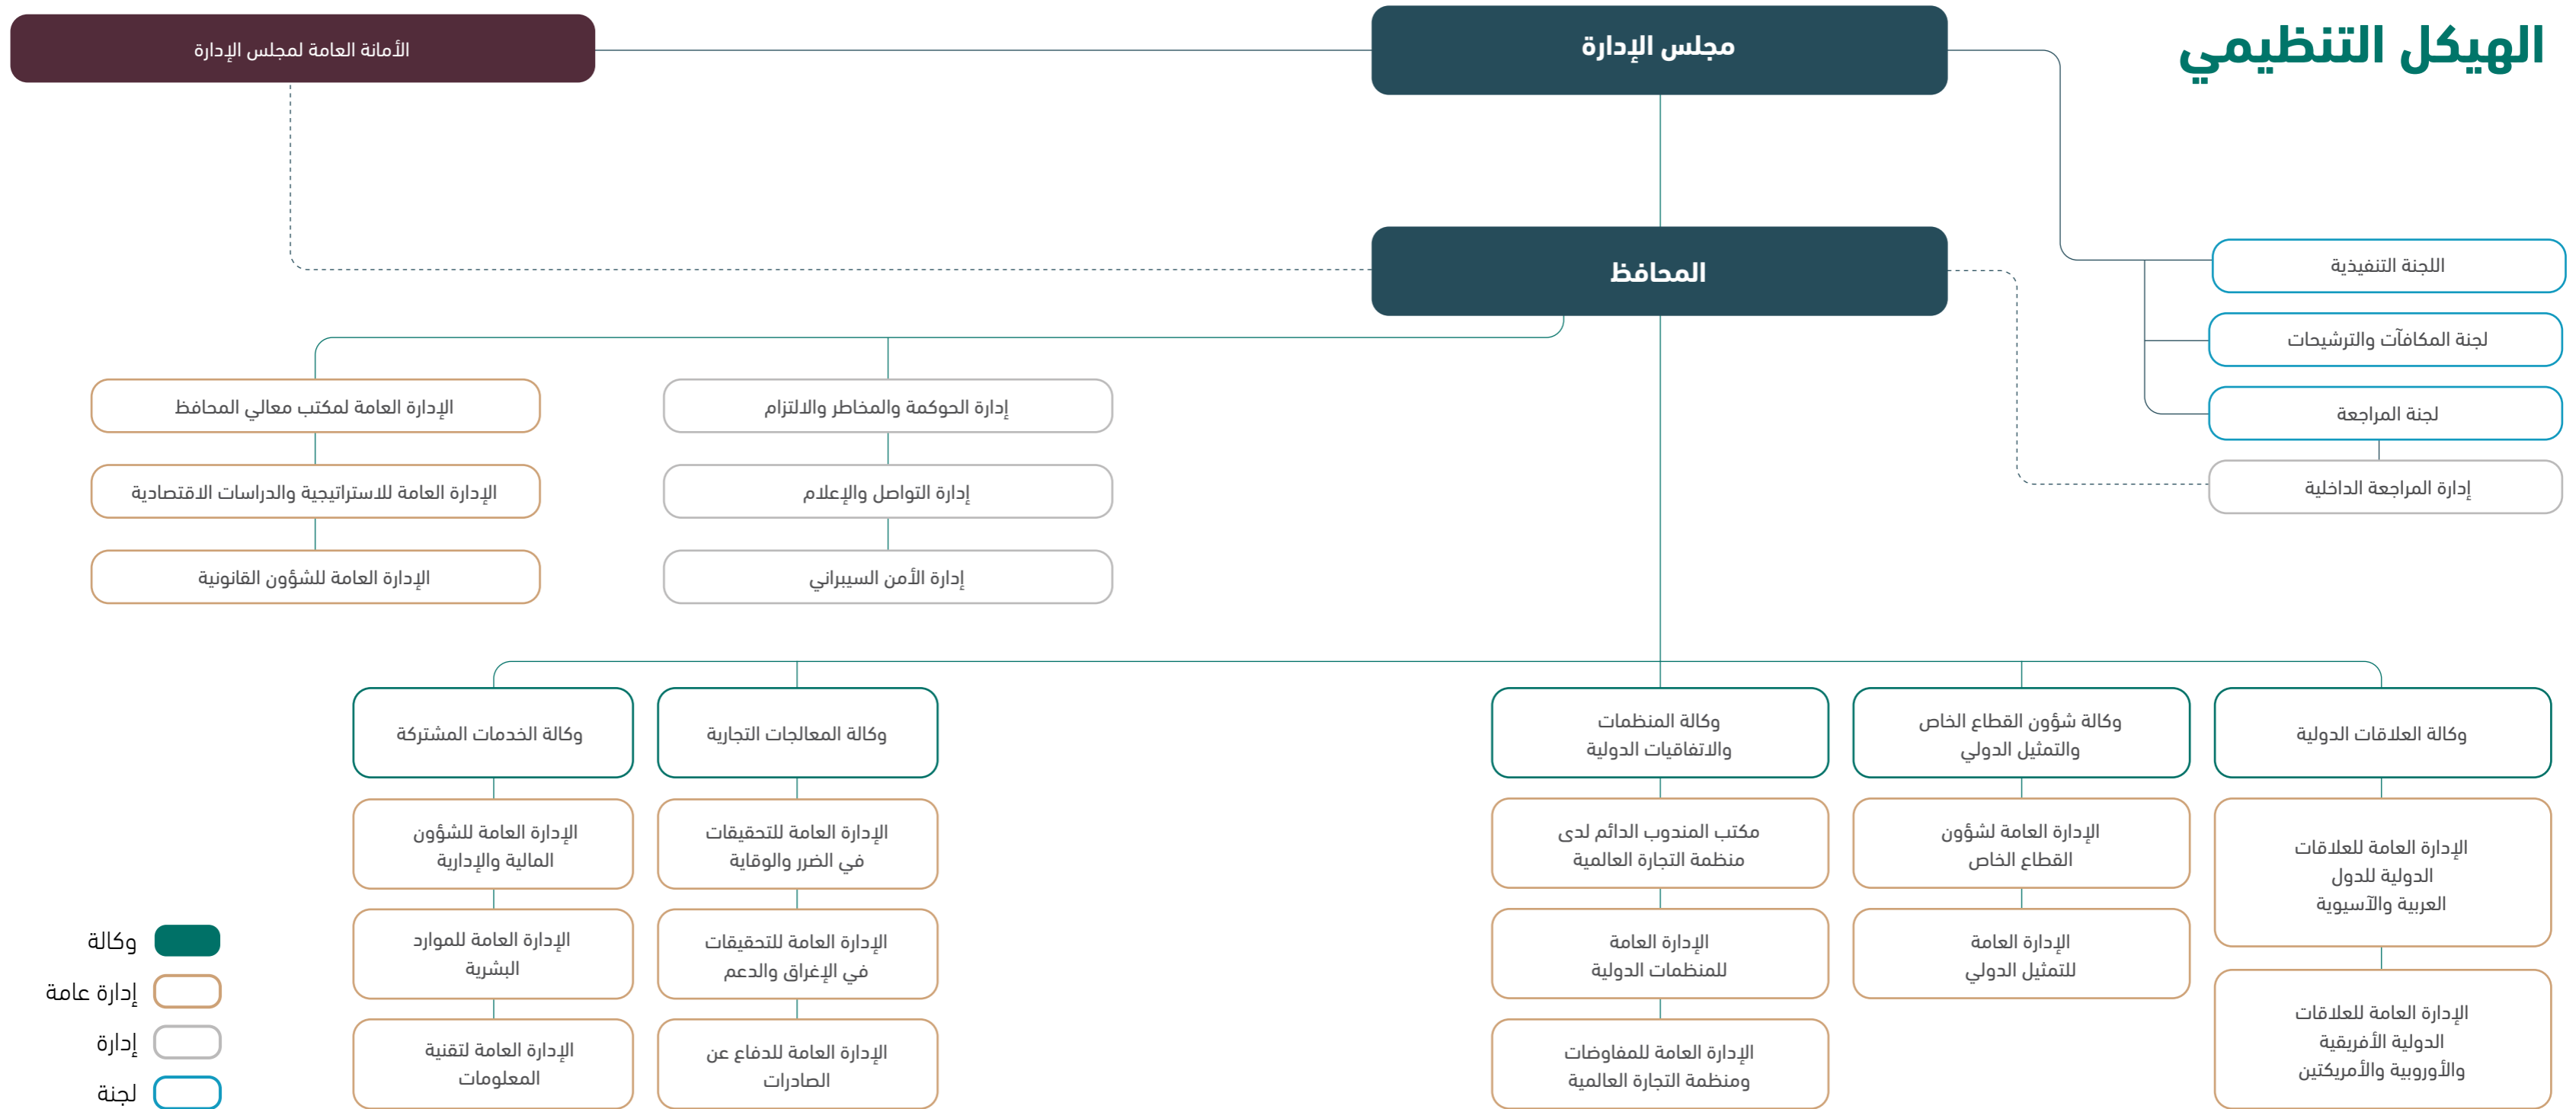 الهيكل التنظيمي
مجلس الإدارة
الأمانة العامة لمجلس الإدارة
المحافظ
اللجنة التنفيذية
لجنة المكافآت والترشيحات
لجنة المراجعة
إدارة المراجعة الداخلية
إدارة الحوكمة والمخاطر والالتزام
إدارة التواصل والإعلام
إدارة الأمن السيبراني
الإدارة العامة لمكتب معالي المحافظ
الإدارة العامة للاستراتيجية والدراسات الاقتصادية
الإدارة العامة للشؤون القانونية
وكالة العلاقات الدولية
الإدارة العامة للعلاقات
الدولية للدول
العربية والآسيوية
الإدارة العامة للعلاقات
الدولية الأفريقية
والأوروبية والأمريكتين
وكالة شؤون القطاع الخاص
والتمثيل الدولي
الإدارة العامة لشؤون
القطاع الخاص
الإدارة العامة
للتمثيل الدولي
وكالة المنظمات
والاتفاقيات الدولية
مكتب المندوب الدائم لدى
منظمة التجارة العالمية
الإدارة العامة
للمنظمات الدولية
الإدارة العامة للمفاوضات
ومنظمة التجارة العالمية
وكالة المعالجات التجارية
الإدارة العامة للتحقيقات
في الضرر والوقاية
الإدارة العامة للتحقيقات
في الإغراق والدعم
الإدارة العامة للدفاع عن
الصادرات
وكالة الخدمات المشتركة
الإدارة العامة للشؤون
المالية والإدارية
الإدارة العامة للموارد
البشرية
الإدارة العامة لتقنية
المعلومات
وكالة
إدارة عامة
إدارة
لجنة